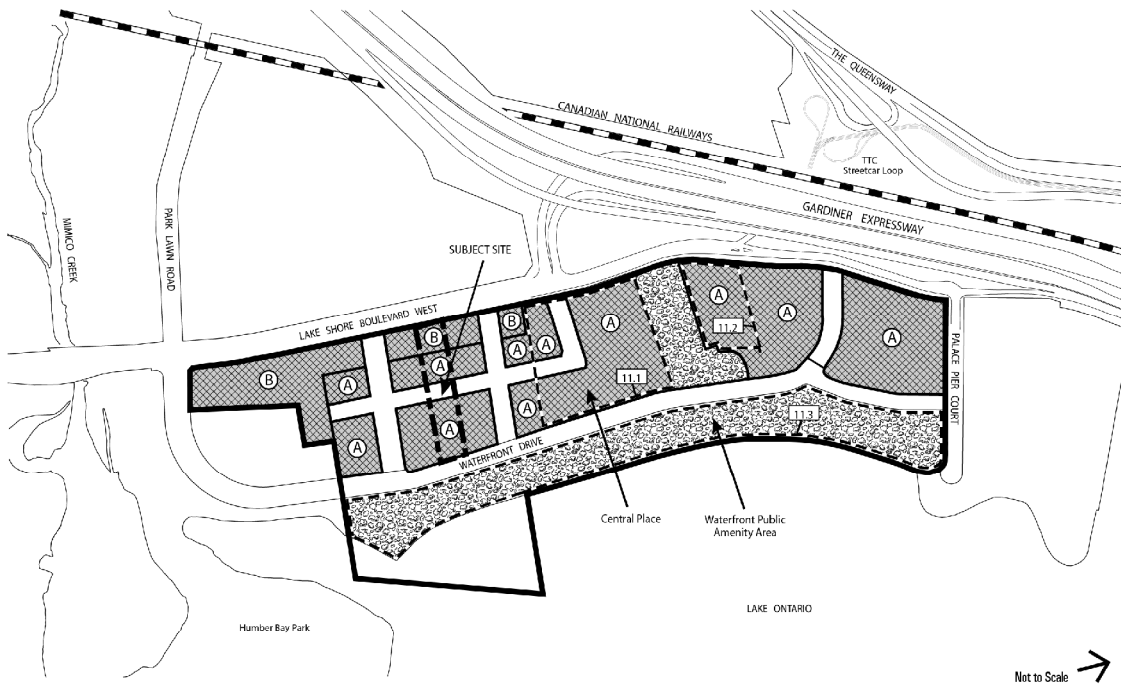 THE QUEENSWAY
CANADIAN NATIONAL RAILWAYS
TTC
Streetcar Loop
GARDINER EXPRESSWAY
MIMICO CREEK
PARK LAWN ROAD
SUBJECT SITE
LAKE SHORE BOULEVARD WEST
A
B
B
A
11.2
A
A
A
A
A
A
B
A
11.1
PALACE PIER COURT
A
11.3
A
A
WATERFRONT DRIVE
Central Place
Waterfront Public
Amenity Area
LAKE ONTARIO
Humber Bay Park
Not to Scale